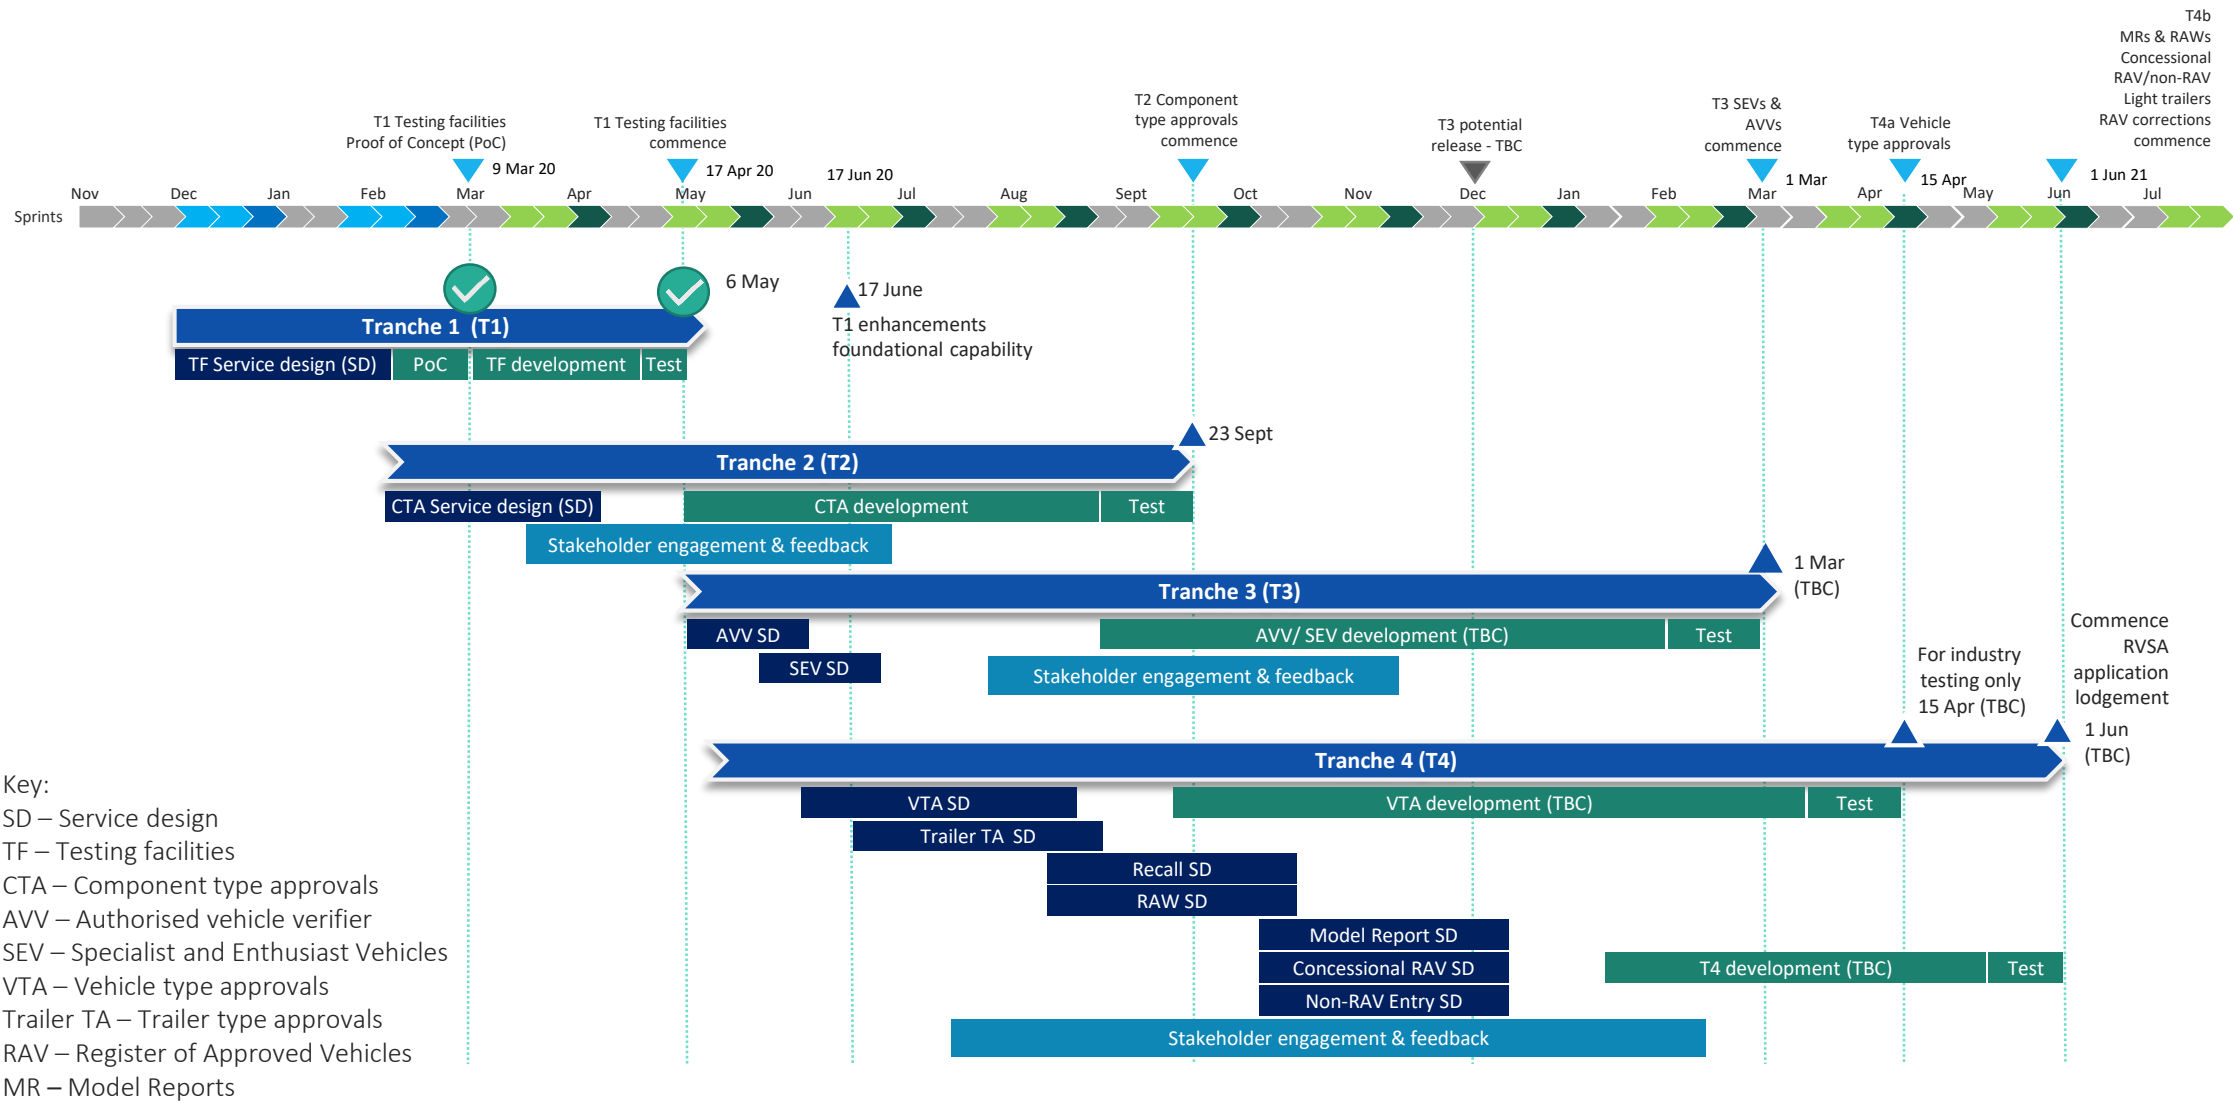 T4b
MRs & RAWs
Concessional
RAV/non-RAV
Light trailers
RAV corrections
commence
T1 Testing facilities
Proof of Concept (PoC)
T1 Testing facilities
commence
T2 Component
type approvals
commence
T3 potential
release - TBC
T3 SEVs &
AVVs
commence
T4a Vehicle
type approvals
9 Mar 20
17 Apr 20
17 Jun 20
1 Mar
15 Apr
1 Jun 21
Nov Dec Jan Feb Mar Apr May Jun Jul Aug Sept Oct Nov Dec Jan Feb Mar Apr May Jun Jul
Sprints
6 May
17 June
T1 enhancements
foundational capability
Tranche 1 (T1)
TF Service design (SD) PoC TF development Test
23 Sept
Tranche 2 (T2)
CTA Service design (SD) CTA development Test
Stakeholder engagement & feedback
1 Mar
(TBC)
Tranche 3 (T3)
AVV SD AVV/ SEV development (TBC) Test
SEV SD
Stakeholder engagement & feedback
For industry
testing only
15 Apr (TBC)
Commence
RVSA
application
lodgement
1 Jun
(TBC)
Tranche 4 (T4)
VTA SD VTA development (TBC) Test
Trailer TA SD
Recall SD
RAW SD
Model Report SD
Concessional RAV SD T4 development (TBC) Test
Non-RAV Entry SD
Stakeholder engagement & feedback
Key:
SD – Service design
TF – Testing facilities
CTA – Component type approvals
AVV – Authorised vehicle verifier
SEV – Specialist and Enthusiast Vehicles
VTA – Vehicle type approvals
Trailer TA – Trailer type approvals
RAV – Register of Approved Vehicles
MR – Model Reports